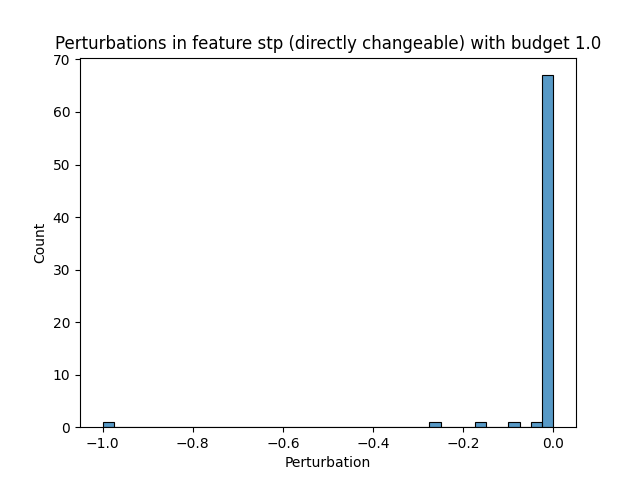 Perturbations in feature stp (directly changeable) with budget 1.0
70
60
50
40
30
20
10
0
Count
−1.0 −0.8 −0.6 −0.4 −0.2 0.0
Perturbation